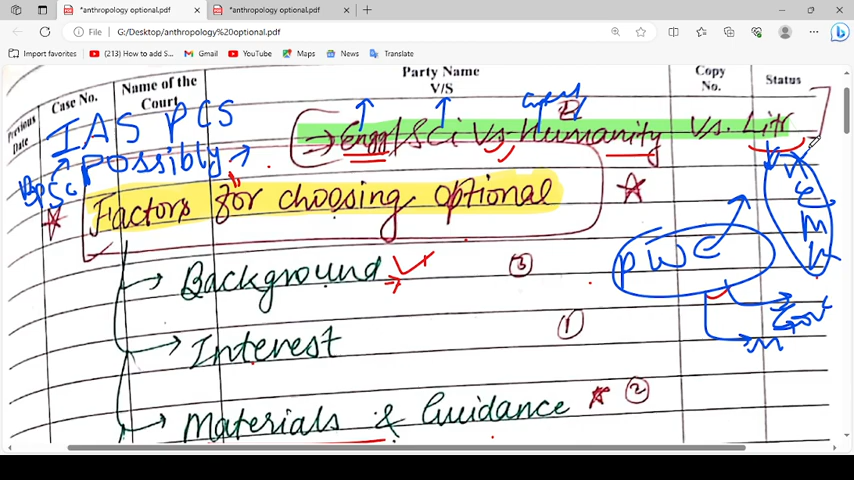 *anthropology optional.pdf
*anthropology optional.pdf
File G:/Desktop/anthropology%20optional.pdf
Import favorites (213) How to add S... Gmail YouTube Maps News Translate
Previous Date Case No. Name of the Court Party Name V/S Copy No. Status
IAS PCS
→ Engg/Sci Vs Humanity Vs. Litr
BPSC Possibly
Factors for choosing optional
PWC
→ Background ③
→ Interest ①
→ Materials & Guidance ②